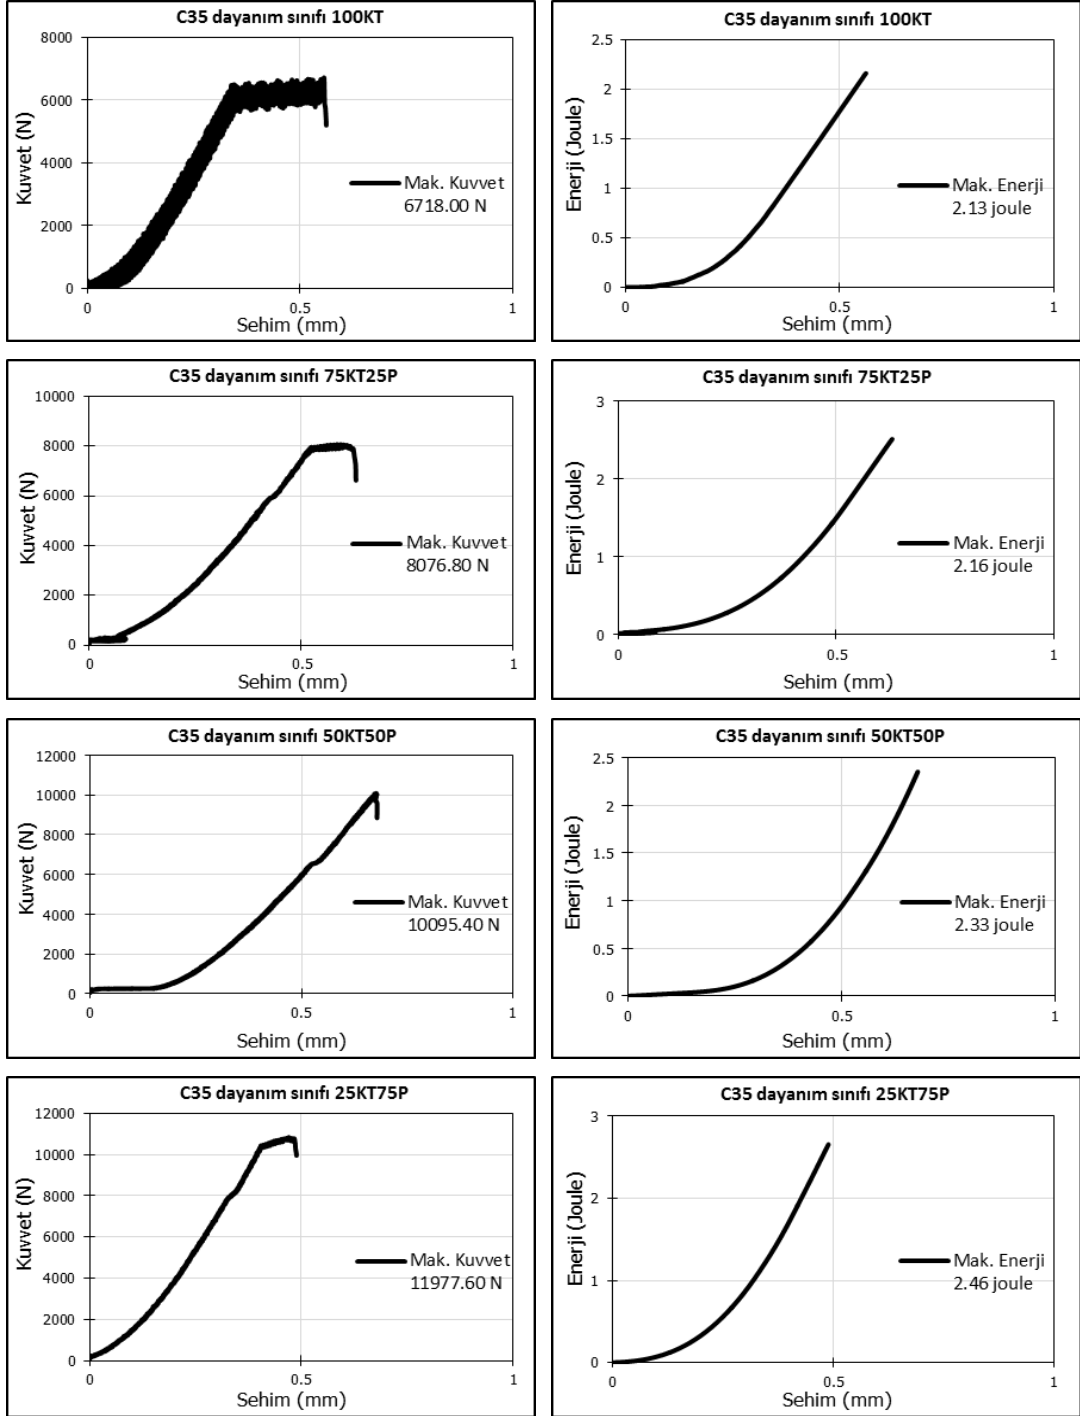 C35 dayanım sınıfı 100KT
8000
6000
4000
2000
0
Kuvvet (N)
Mak. Kuvvet
6718.00 N
0 0.5 1
Sehim (mm)
C35 dayanım sınıfı 100KT
2.5
2
1.5
1
0.5
0
Enerji (Joule)
Mak. Enerji
2.13 joule
0 0.5 1
Sehim (mm)
C35 dayanım sınıfı 75KT25P
10000
8000
6000
4000
2000
0
Kuvvet (N)
Mak. Kuvvet
8076.80 N
0 0.5 1
Sehim (mm)
C35 dayanım sınıfı 75KT25P
3
2
1
0
Enerji (Joule)
Mak. Enerji
2.16 joule
0 0.5 1
Sehim (mm)
C35 dayanım sınıfı 50KT50P
12000
10000
8000
6000
4000
2000
0
Kuvvet (N)
Mak. Kuvvet
10095.40 N
0 0.5 1
Sehim (mm)
C35 dayanım sınıfı 50KT50P
2.5
2
1.5
1
0.5
0
Enerji (Joule)
Mak. Enerji
2.33 joule
0 0.5 1
Sehim (mm)
C35 dayanım sınıfı 25KT75P
12000
10000
8000
6000
4000
2000
0
Kuvvet (N)
Mak. Kuvvet
11977.60 N
0 0.5 1
Sehim (mm)
C35 dayanım sınıfı 25KT75P
3
2
1
0
Enerji (Joule)
Mak. Enerji
2.46 joule
0 0.5 1
Sehim (mm)